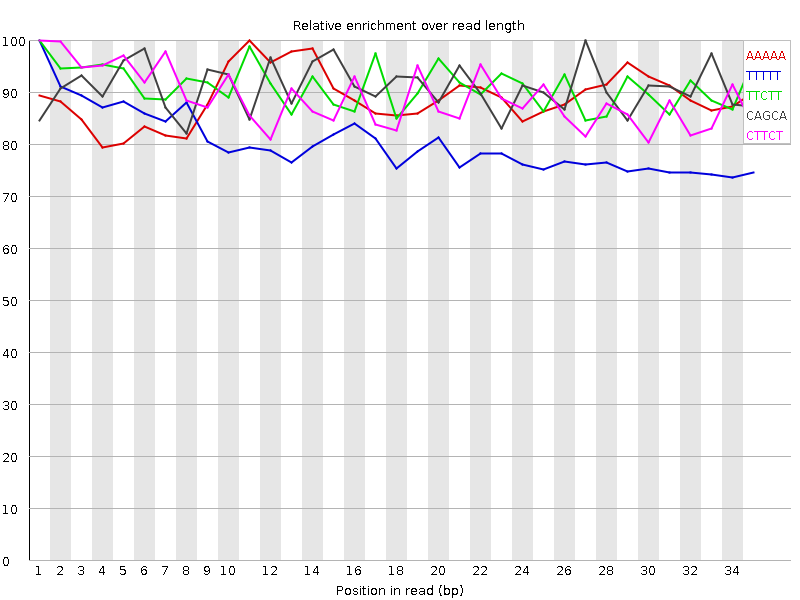 Relative enrichment over read length
100
90
80
70
60
50
40
30
20
10
0
AAAAA
TTTTT
TTCTT
CAGCA
CTTCT
1 2 3 4 5 6 7 8 9 10 12 14 16 18 20 22 24 26 28 30 32 34
Position in read (bp)